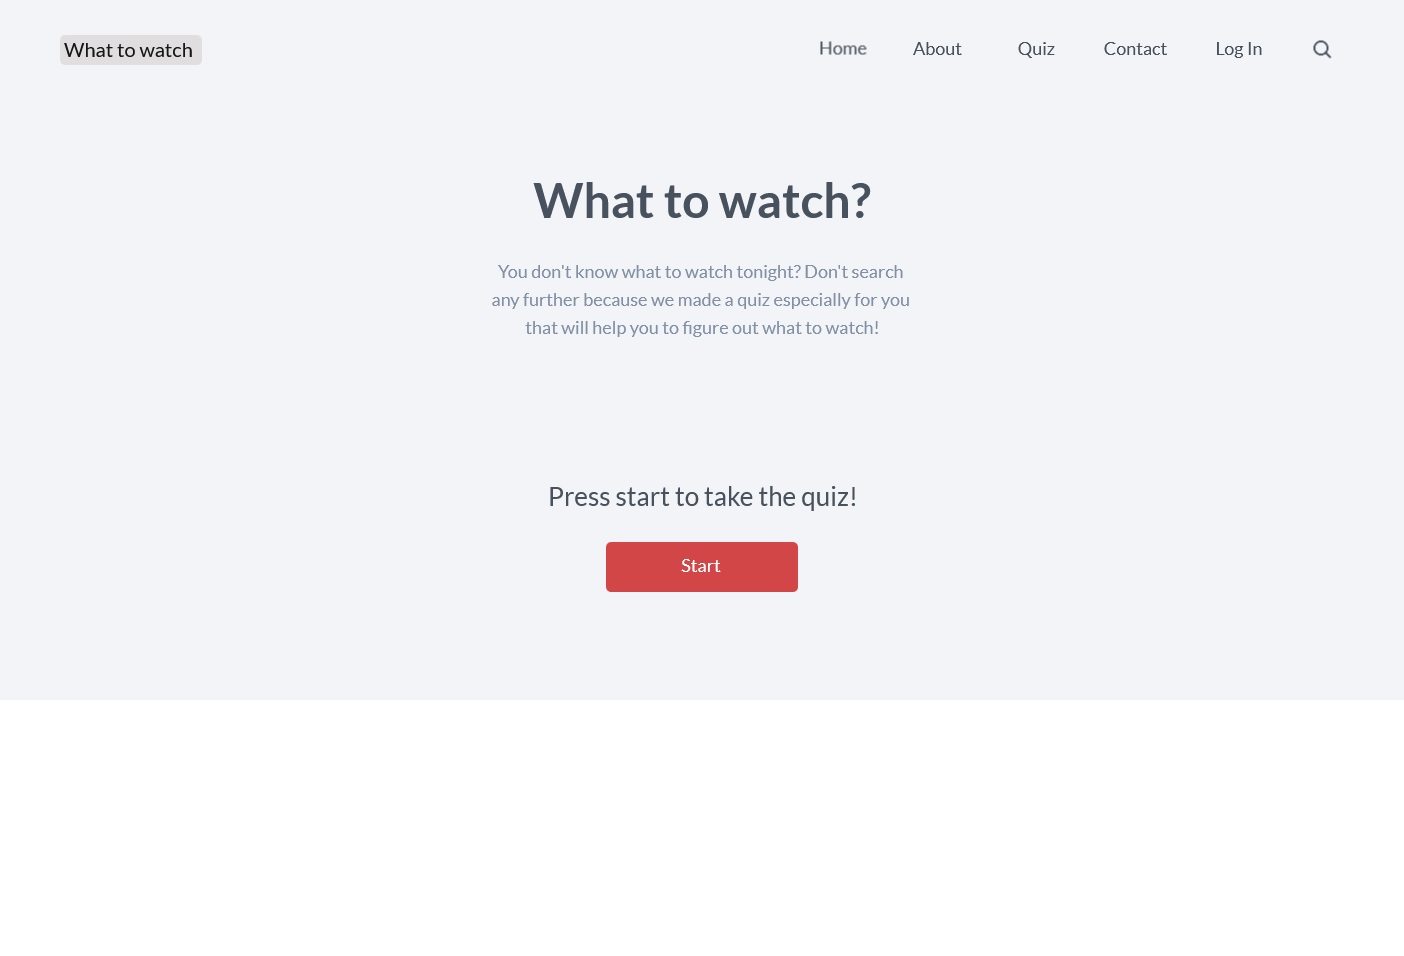 What to watch
Home
About
Quiz
Contact
Log In
What to watch?
You don't know what to watch tonight? Don't search
any further because we made a quiz especially for you
that will help you to figure out what to watch!
Press start to take the quiz!
Start